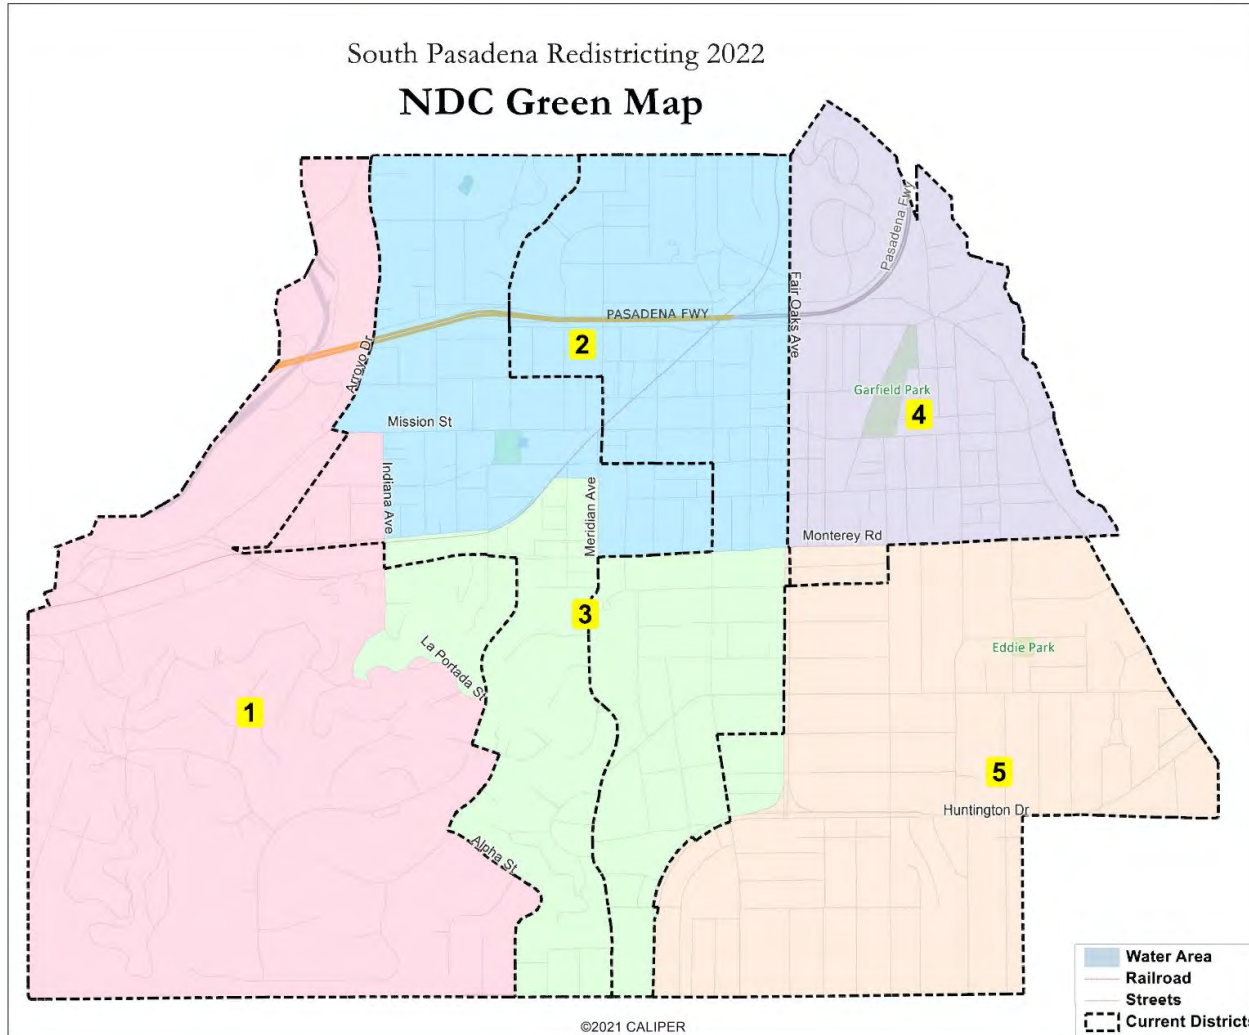 South Pasadena Redistricting 2022
NDC Green Map
Pasadena Fwy
Fair Oaks Ave
PASADENA FWY
2
Arroyo Dr
Garfield Park
4
Mission St
Indiana Ave
Meridian Ave
Monterey Rd
3
La Portada St
Eddie Park
1
5
Huntington Dr
Alpha St
Water Area
Railroad
Streets
Current Districts
©2021 CALIPER